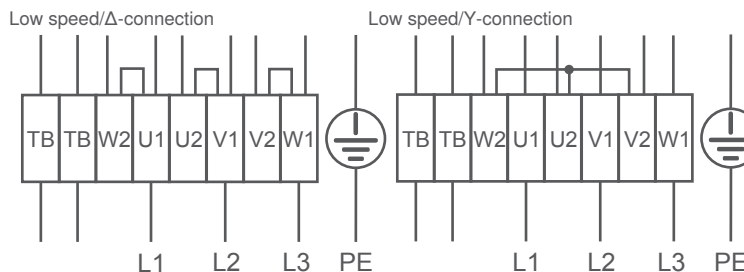 Low speed/Δ-connection
Low speed/Y-connection
TB TB W2 U1 U2 V1 V2 W1
TB TB W2 U1 U2 V1 V2 W1
L1 L2 L3 PE
L1 L2 L3 PE